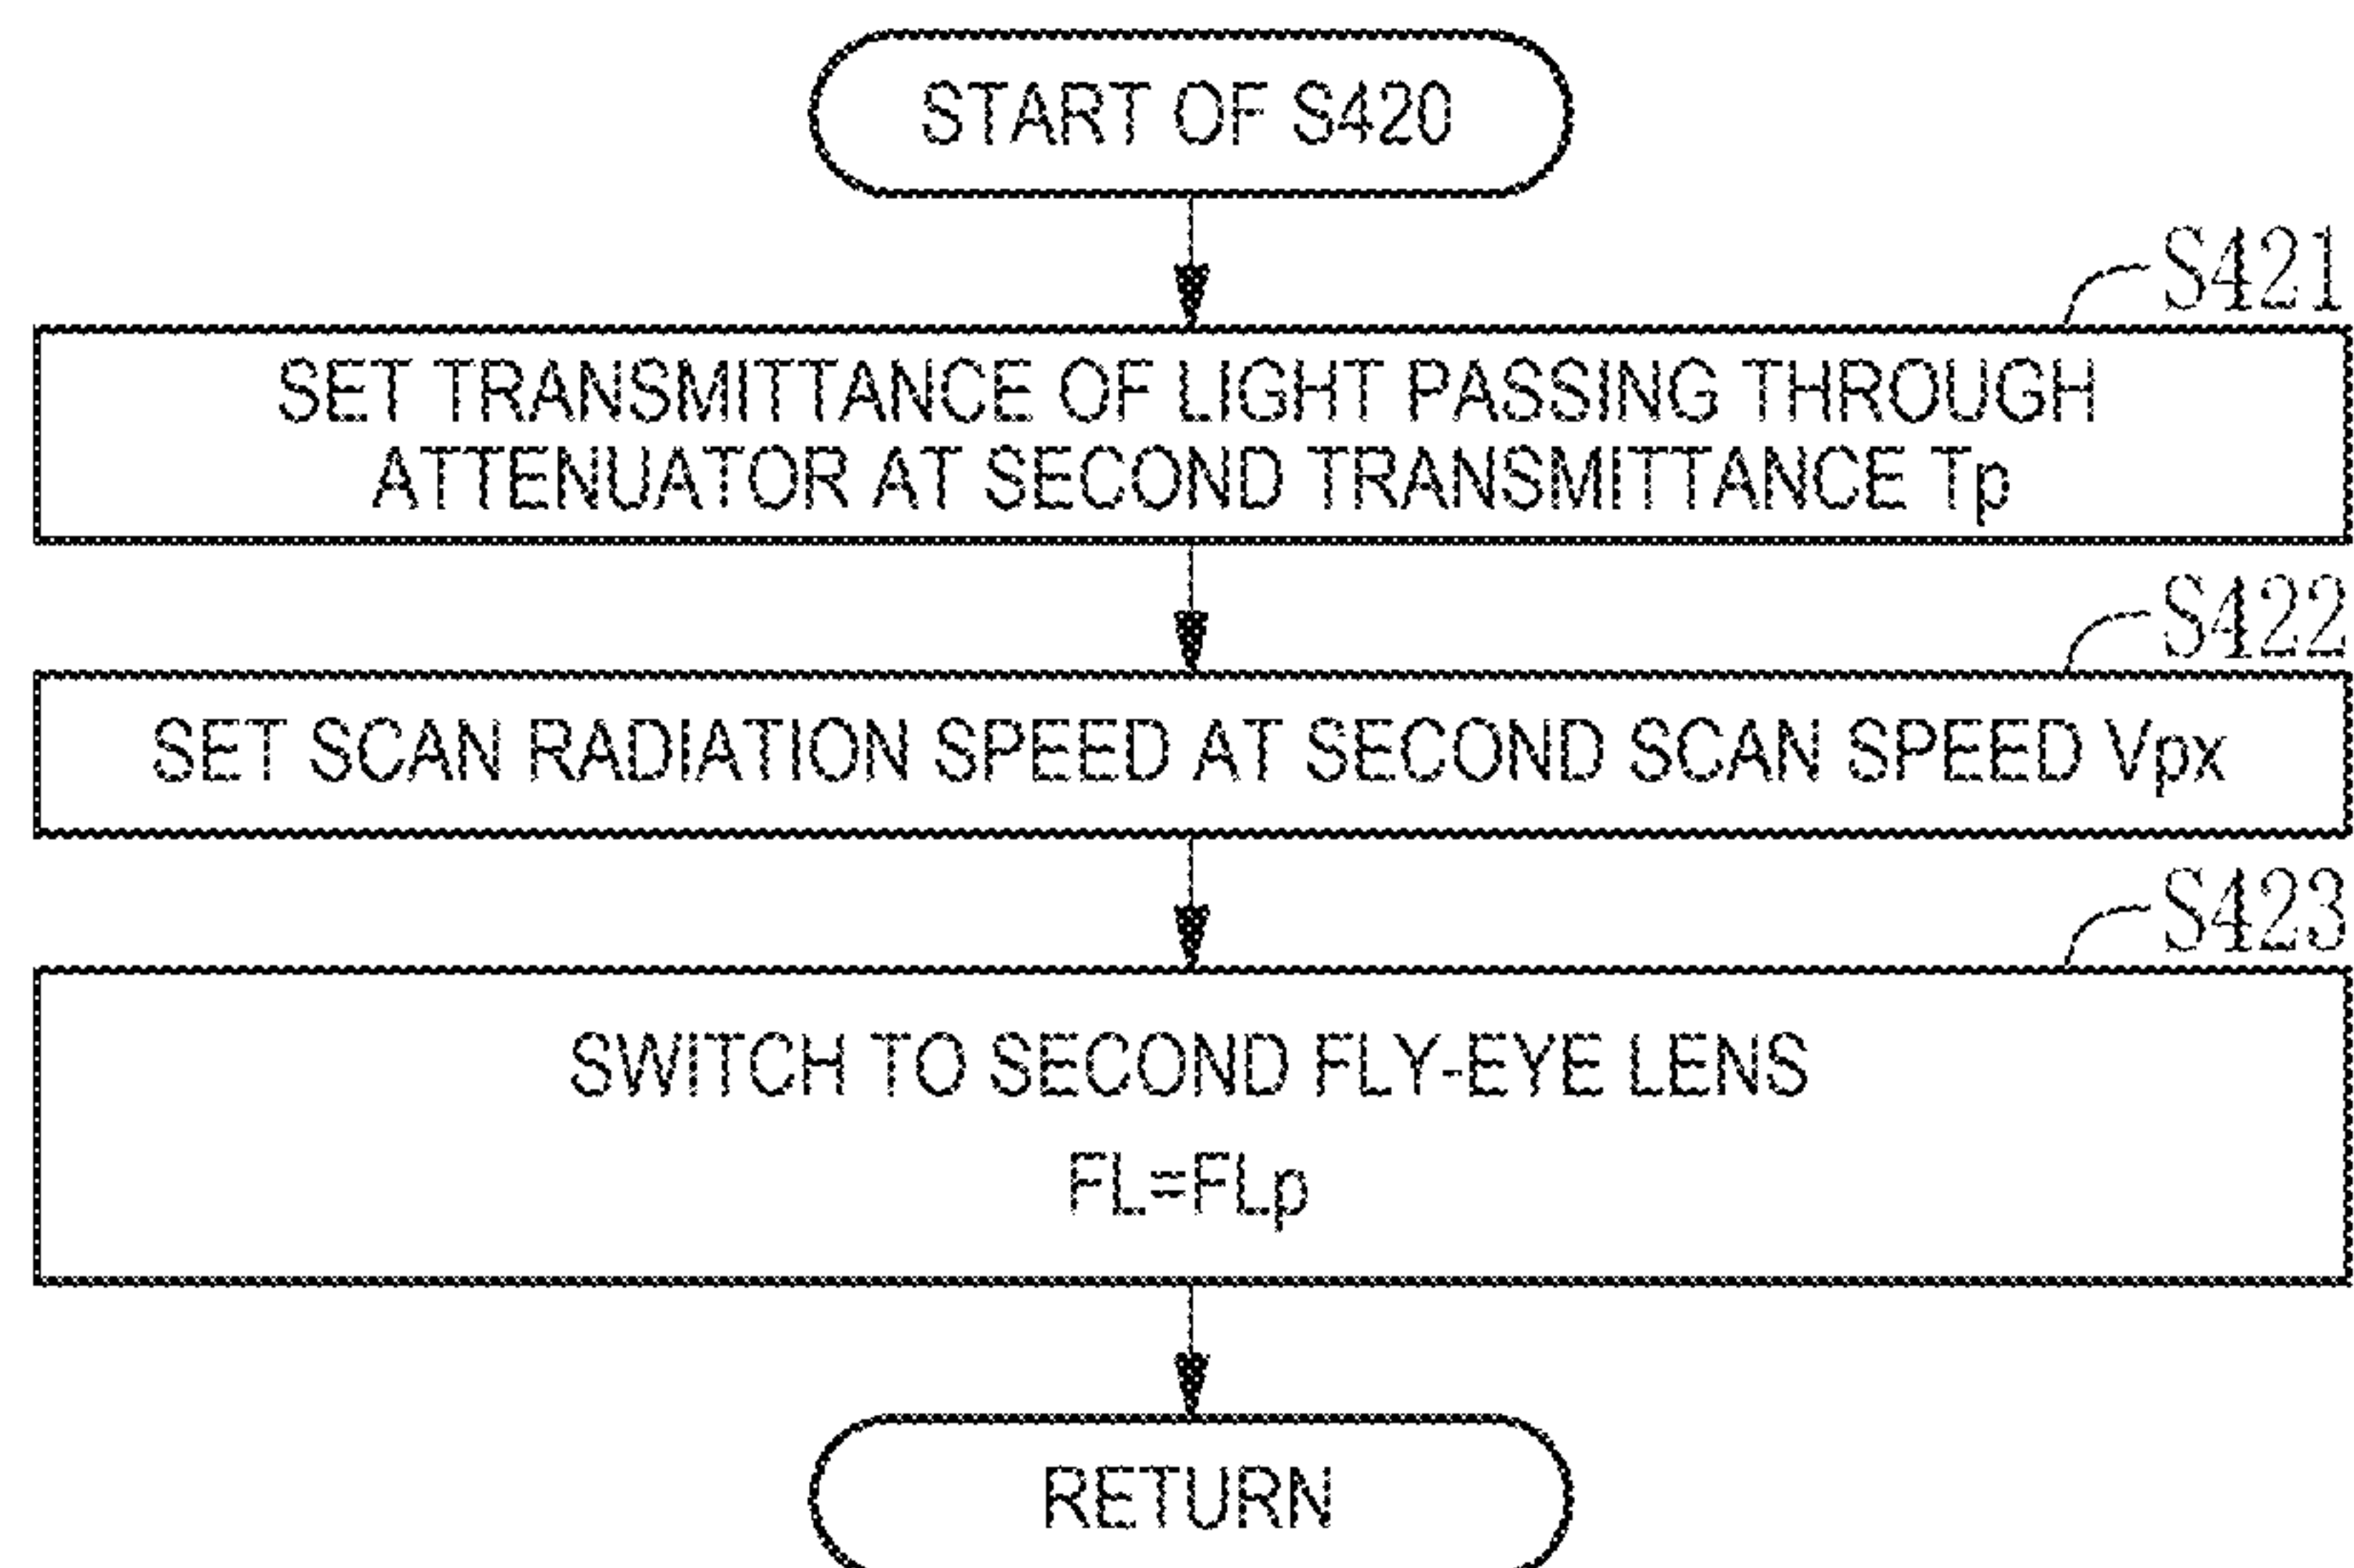 START OF S420
S421
SET TRANSMITTANCE OF LIGHT PASSING THROUGH
ATTENUATOR AT SECOND TRANSMITTANCE Tp
S422
SET SCAN RADIATION SPEED AT SECOND SCAN SPEED Vpx
S423
SWITCH TO SECOND FLY-EYE LENS
FL=FLp
RETURN